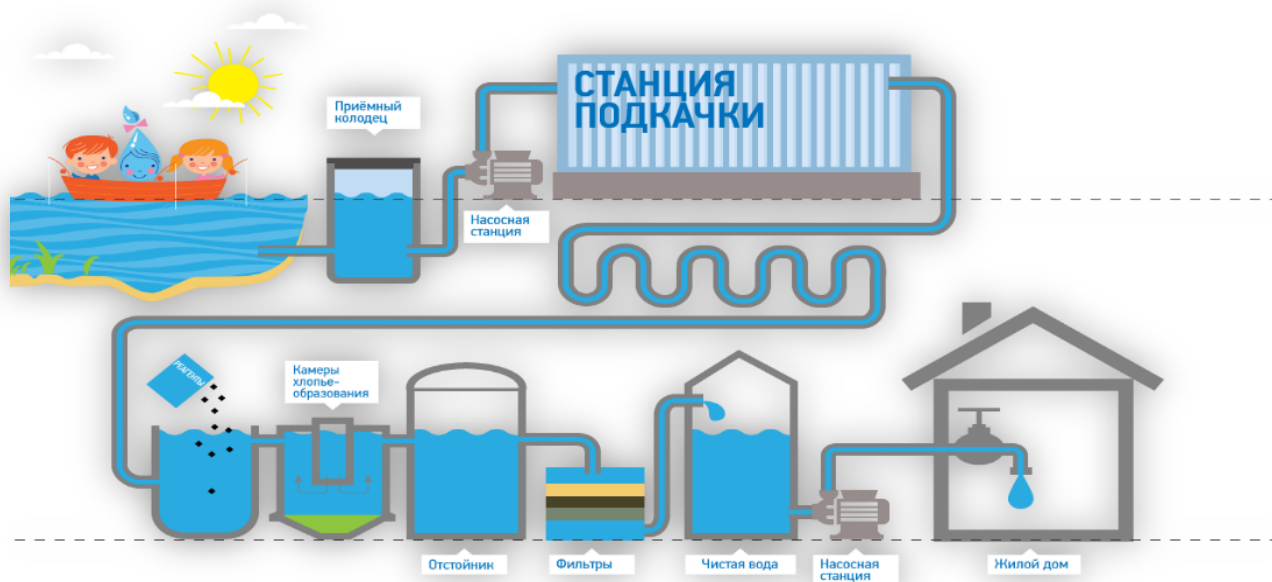 СТАНЦИЯ
ПОДКАЧКИ
Приёмный
колодец
Насосная
станция
РЕАГЕНТЫ
Камеры
хлопье-
образования
Отстойник
Фильтры
Чистая вода
Насосная
станция
Жилой дом